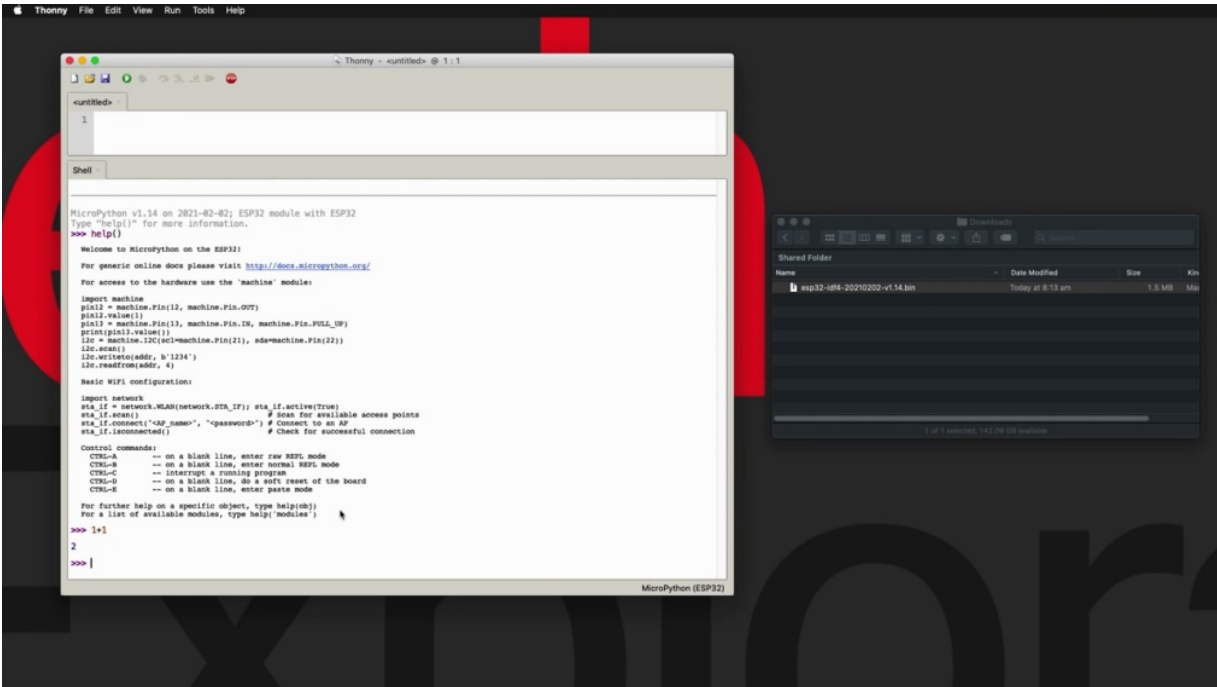 Thonny File Edit View Run Tools Help
Thonny - <untitled> @ 1 : 1
<untitled>
1
Shell
MicroPython v1.14 on 2021-02-02; ESP32 module with ESP32
Type "help()" for more information.
>>> help()
Welcome to MicroPython on the ESP32!
For generic online docs please visit http://docs.micropython.org/
For access to the hardware use the 'machine' module:
import machine
pin12 = machine.Pin(12, machine.Pin.OUT)
pin12.value(1)
pin13 = machine.Pin(13, machine.Pin.IN, machine.Pin.PULL_UP)
print(pin13.value())
i2c = machine.I2C(scl=machine.Pin(21), sda=machine.Pin(22))
i2c.scan()
i2c.writeto(addr, b'1234')
i2c.readfrom(addr, 4)
Basic WiFi configuration:
import network
sta_if = network.WLAN(network.STA_IF); sta_if.active(True)
sta_if.scan() # Scan for available access points
sta_if.connect("<AP_name>", "<password>") # Connect to an AP
sta_if.isconnected() # Check for successful connection
Control commands:
CTRL-A -- on a blank line, enter raw REPL mode
CTRL-B -- on a blank line, enter normal REPL mode
CTRL-C -- interrupt a running program
CTRL-D -- on a blank line, do a soft reset of the board
CTRL-E -- on a blank line, enter paste mode
For further help on a specific object, type help(obj)
For a list of available modules, type help('modules')
>>> 1+1
2
>>>
MicroPython (ESP32)
Downloads
Search
Shared Folder
Name Date Modified Size Kin
esp32-idf4-20210202-v1.14.bin Today at 8:13 am 1.5 MB Mac
1 of 1 selected, 142.09 GB available